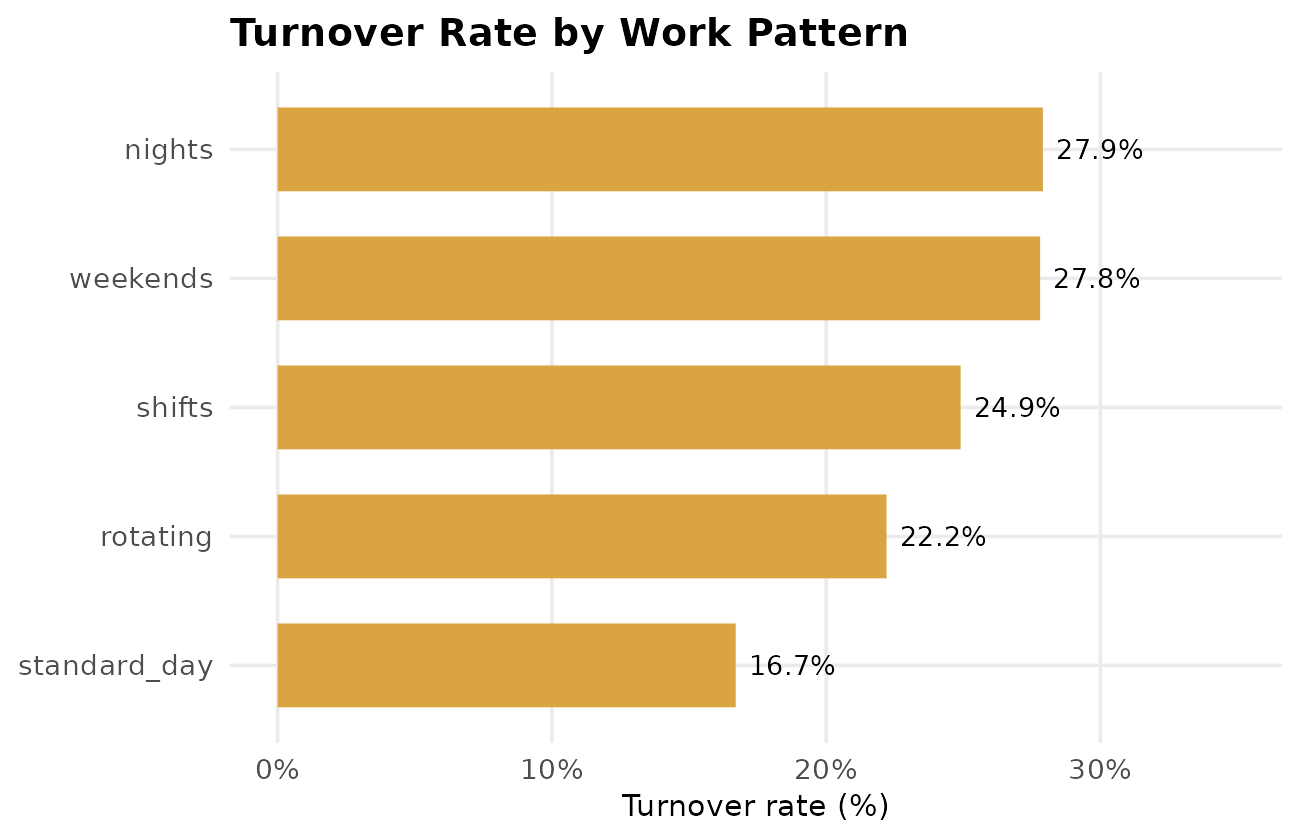 Turnover Rate by Work Pattern
nights
27.9%
weekends
27.8%
shifts
24.9%
rotating
22.2%
standard_day
16.7%
0%
10%
20%
30%
Turnover rate (%)